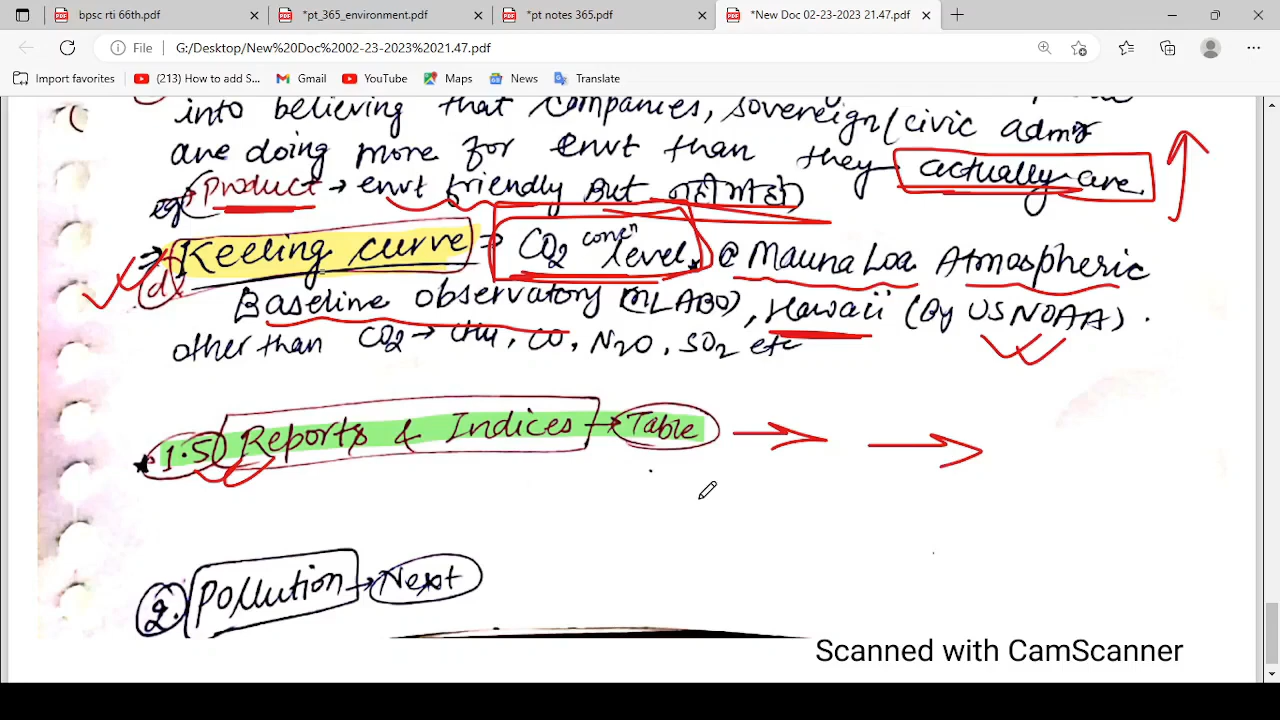 bpsc rti 66th.pdf
*pt_365_environment.pdf
*pt notes 365.pdf
*New Doc 02-23-2023 21.47.pdf
File G:/Desktop/New%20Doc%2002-23-2023%2021.47.pdf
Import favorites (213) How to add S... Gmail YouTube Maps News Translate
into believing that companies, sovereign/civic admn
are doing more for envt than they actually are
eg: Product → envt friendly But
⇒ Keeling curve ⇒ CO2 concn level @ Mauna Loa Atmospheric
(d)
Baseline observatory (MLABO), Hawaii (By US NOAA).
other than CO2 → CH4, CO, N2O, SO2 etc
1.5 Reports & Indices → Table
2. Pollution → Next
Scanned with CamScanner